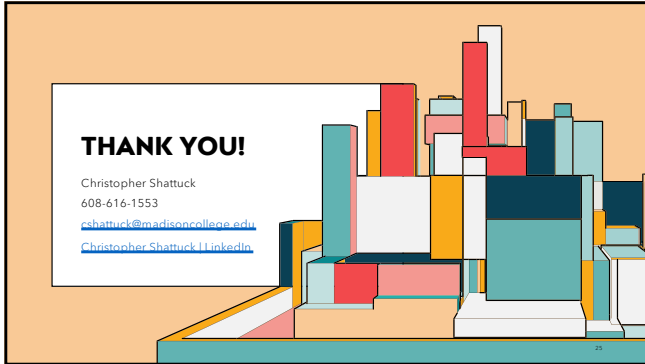 THANK YOU!
Christopher Shattuck
608-616-1553
cshattuck@madisoncollege.edu
Christopher Shattuck | LinkedIn
25